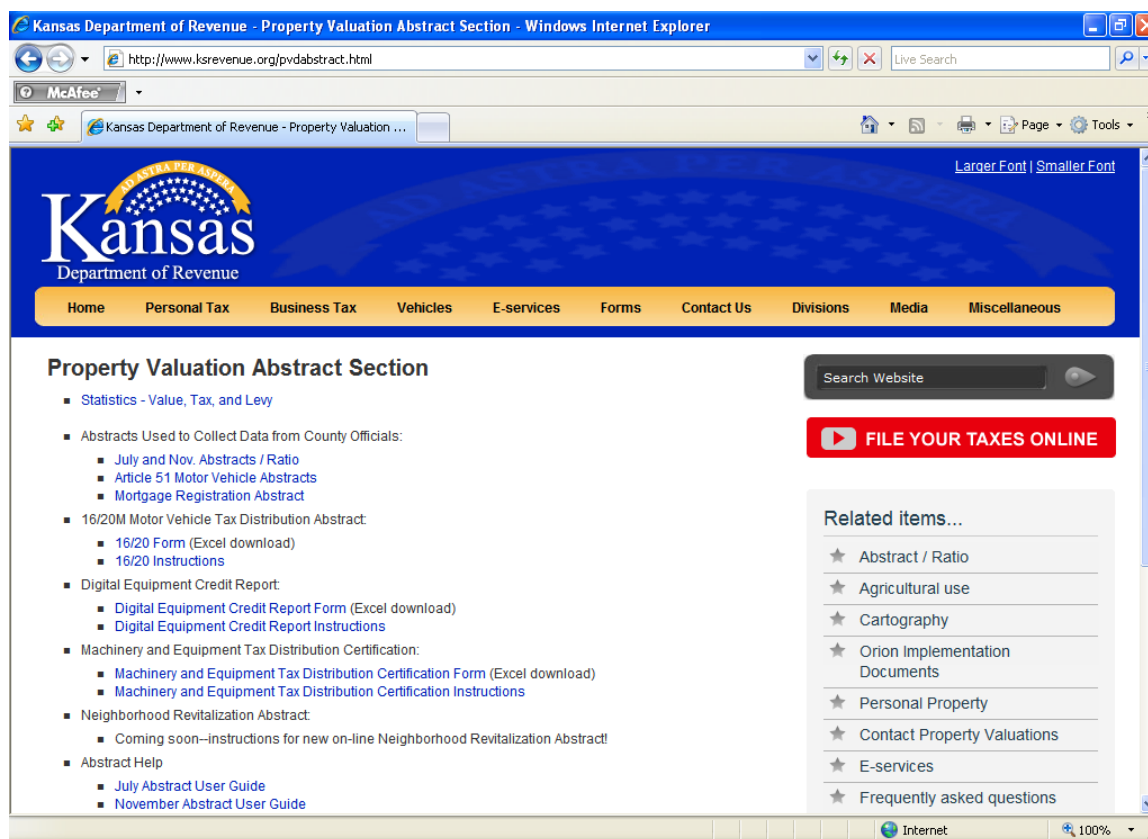 Kansas Department of Revenue - Property Valuation Abstract Section - Windows Internet Explorer
http://www.ksrevenue.org/pvdabstract.html
Live Search
McAfee
Kansas Department of Revenue - Property Valuation ...
Page
Tools
Larger Font | Smaller Font
AD ASTRA PER ASPERA
AD ASTRA PER ASPERA
Kansas
Department of Revenue
Home Personal Tax Business Tax Vehicles E-services Forms Contact Us Divisions Media Miscellaneous
Property Valuation Abstract Section
Statistics - Value, Tax, and Levy
Abstracts Used to Collect Data from County Officials:
July and Nov. Abstracts / Ratio
Article 51 Motor Vehicle Abstracts
Mortgage Registration Abstract
16/20M Motor Vehicle Tax Distribution Abstract:
16/20 Form (Excel download)
16/20 Instructions
Digital Equipment Credit Report:
Digital Equipment Credit Report Form (Excel download)
Digital Equipment Credit Report Instructions
Machinery and Equipment Tax Distribution Certification:
Machinery and Equipment Tax Distribution Certification Form (Excel download)
Machinery and Equipment Tax Distribution Certification Instructions
Neighborhood Revitalization Abstract:
Coming soon--instructions for new on-line Neighborhood Revitalization Abstract!
Abstract Help
July Abstract User Guide
November Abstract User Guide
Search Website
FILE YOUR TAXES ONLINE
Related items...
Abstract / Ratio
Agricultural use
Cartography
Orion Implementation
Documents
Personal Property
Contact Property Valuations
E-services
Frequently asked questions
Internet
100%